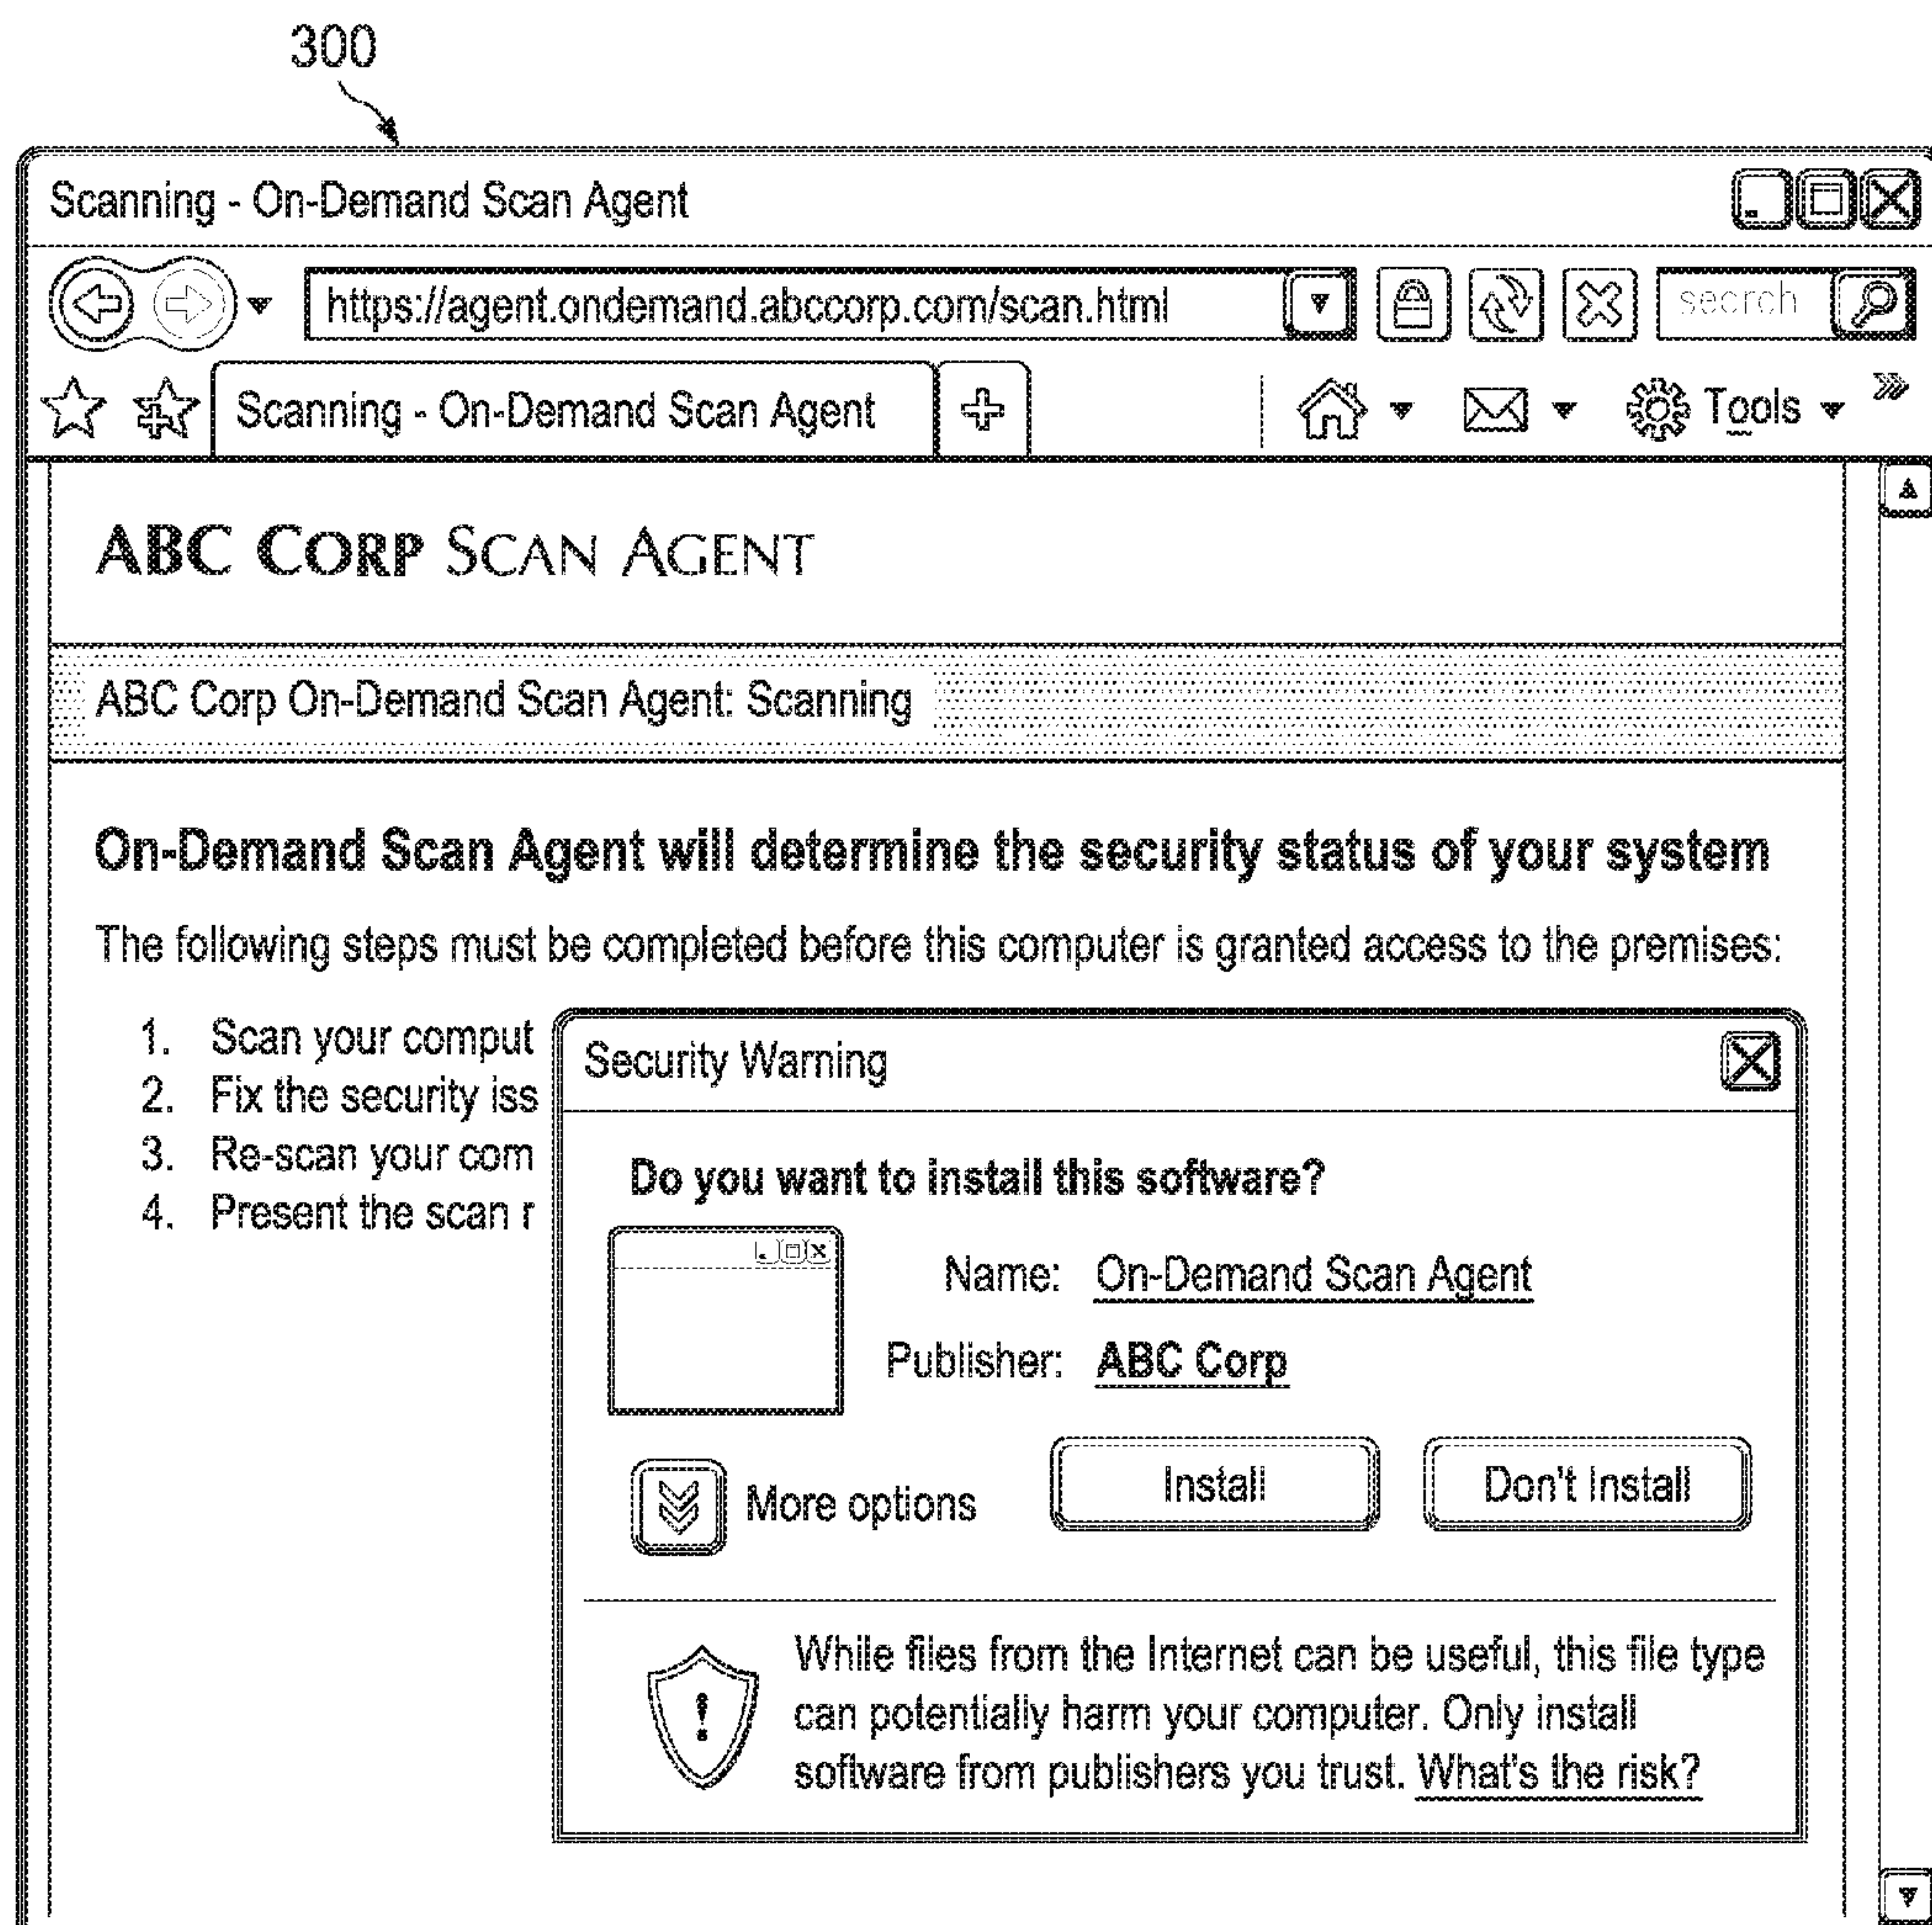 300
Scanning - On-Demand Scan Agent
https://agent.ondemand.abccorp.com/scan.html
search
Scanning - On-Demand Scan Agent
Tools
ABC CORP SCAN AGENT
ABC Corp On-Demand Scan Agent: Scanning
On-Demand Scan Agent will determine the security status of your system
The following steps must be completed before this computer is granted access to the premises:
1. Scan your comput
2. Fix the security iss
3. Re-scan your com
4. Present the scan r
Security Warning
Do you want to install this software?
Name: On-Demand Scan Agent
Publisher: ABC Corp
More options
Install
Don't Install
While files from the Internet can be useful, this file type
can potentially harm your computer. Only install
software from publishers you trust. What's the risk?